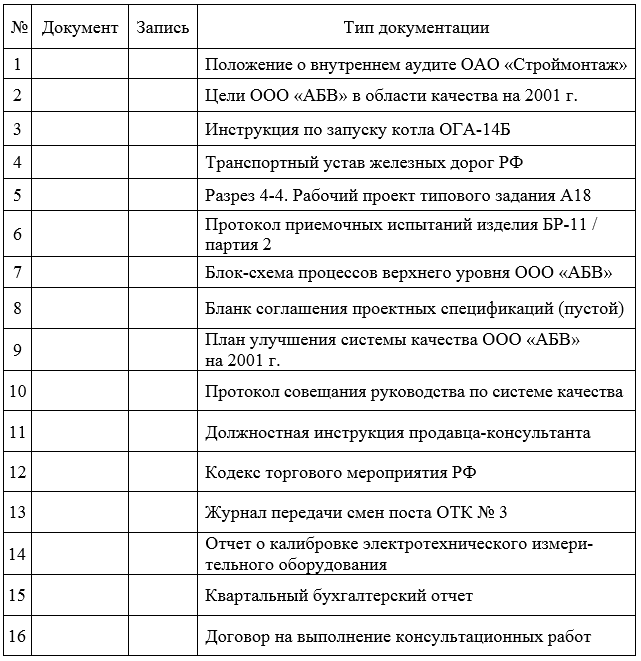 № Документ Запись Тип документации
1 Положение о внутреннем аудите ОАО «Строймонтаж»
2 Цели ООО «АБВ» в области качества на 2001 г.
3 Инструкция по запуску котла ОГА-14Б
4 Транспортный устав железных дорог РФ
5 Разрез 4-4. Рабочий проект типового задания А18
6 Протокол приемочных испытаний изделия БР-11 /
партия 2
7 Блок-схема процессов верхнего уровня ООО «АБВ»
8 Бланк соглашения проектных спецификаций (пустой)
9 План улучшения системы качества ООО «АБВ»
на 2001 г.
10 Протокол совещания руководства по системе качества
11 Должностная инструкция продавца-консультанта
12 Кодекс торгового мероприятия РФ
13 Журнал передачи смен поста ОТК № 3
14 Отчет о калибровке электротехнического измери-
тельного оборудования
15 Квартальный бухгалтерский отчет
16 Договор на выполнение консультационных работ